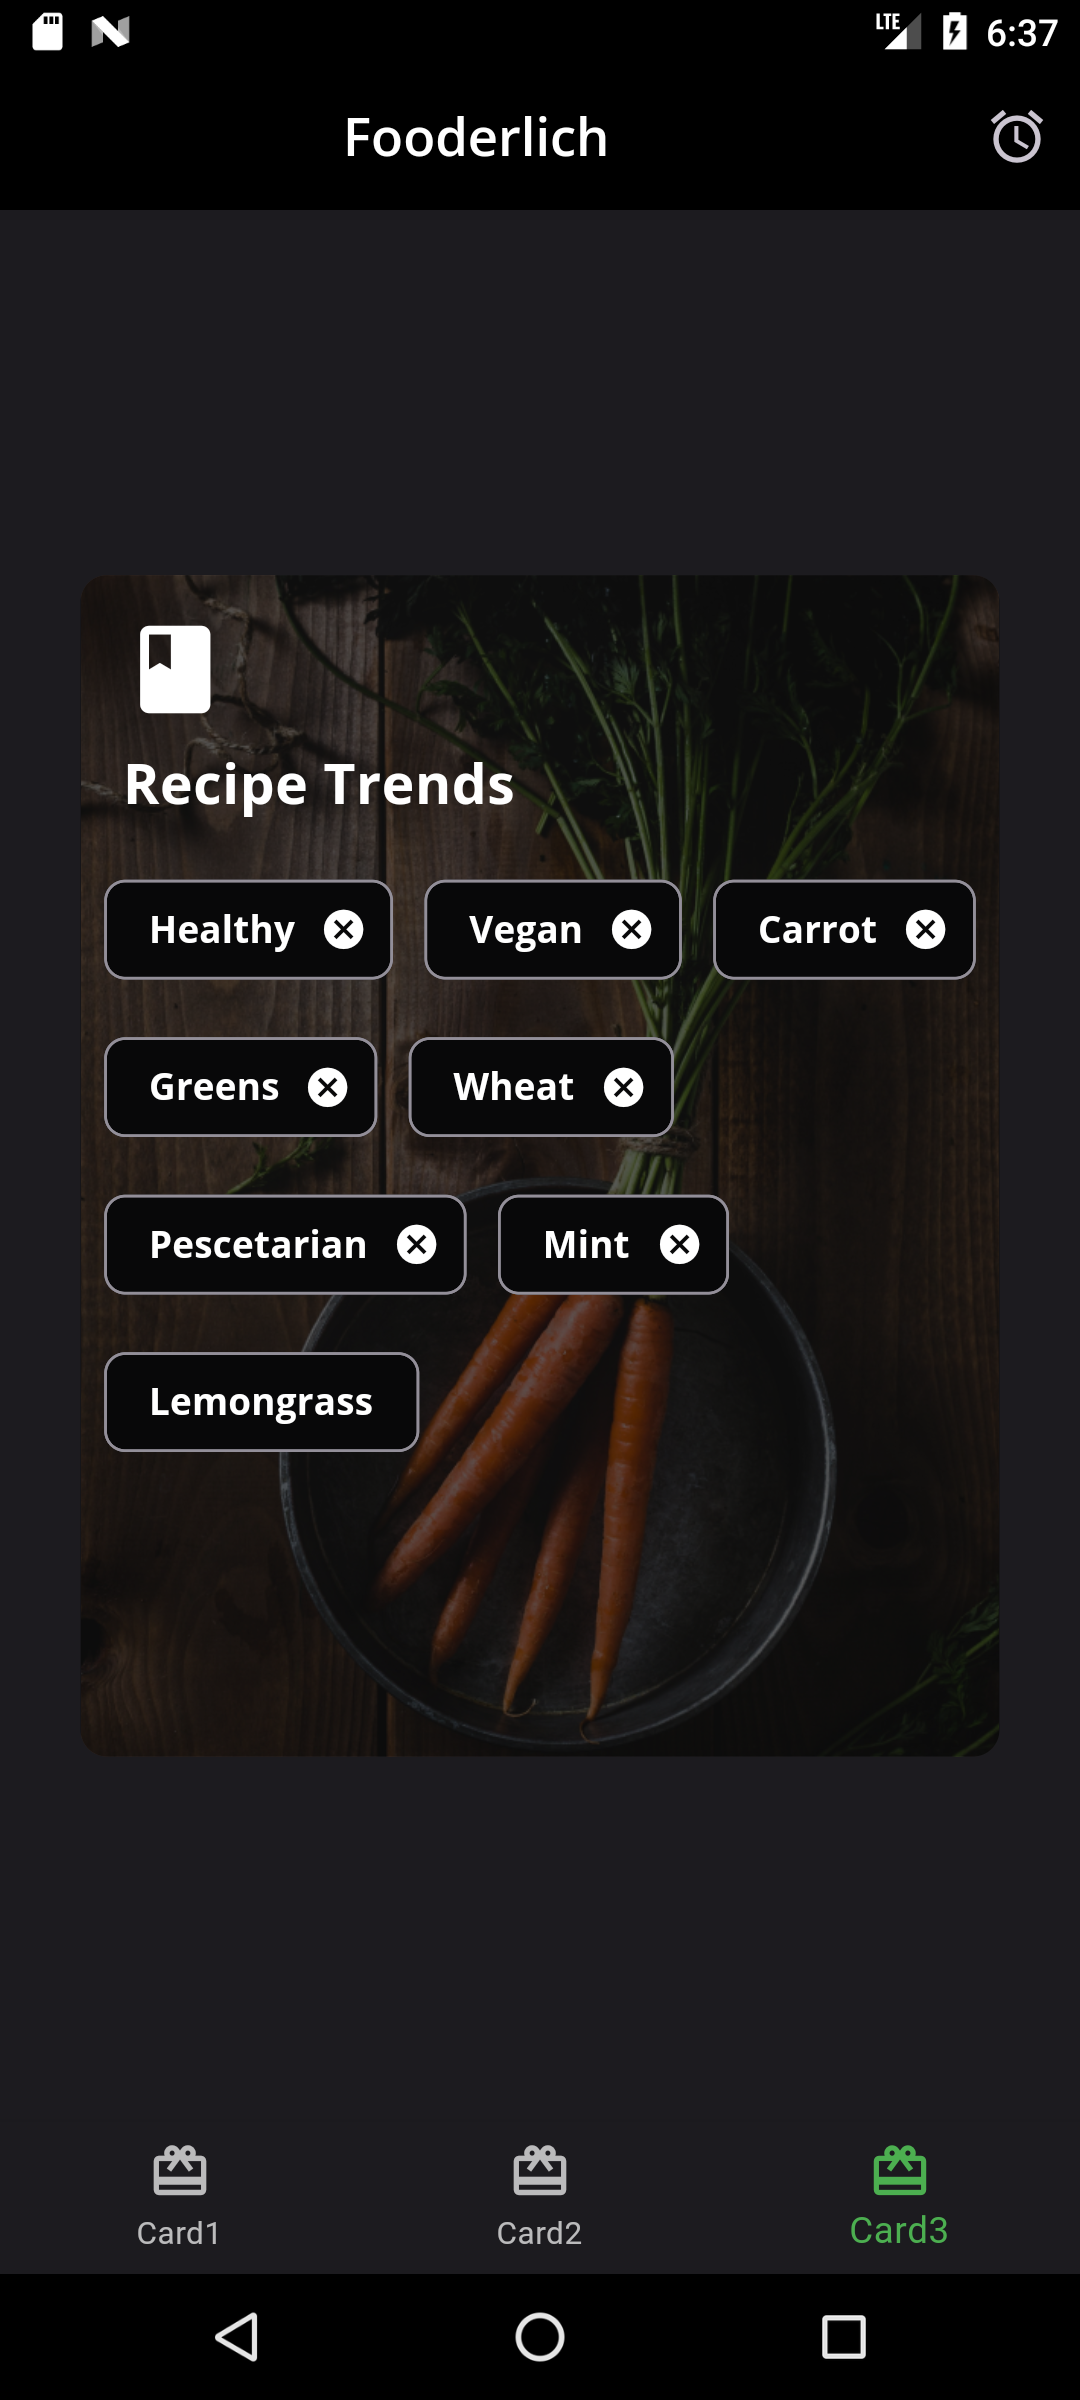 LTE 6:37
Fooderlich
Recipe Trends
Healthy Vegan Carrot
Greens Wheat
Pescetarian Mint
Lemongrass
Card1 Card2 Card3